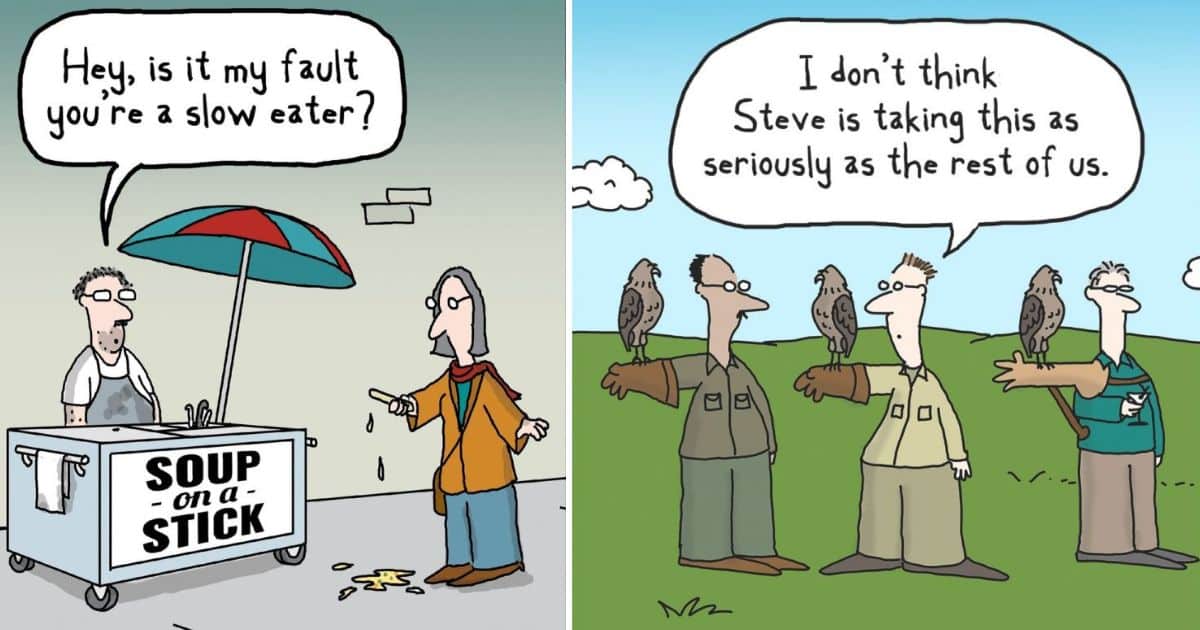 Hey, is it my fault
you're a slow eater?
SOUP
- on a -
STICK
I don't think
Steve is taking this as
seriously as the rest of us.